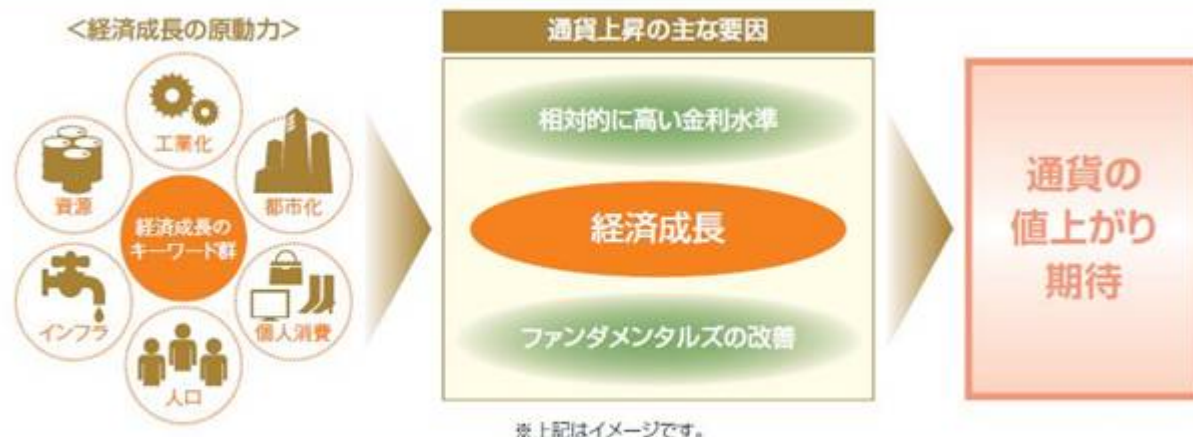 <経済成長の原動力>
工業化
資源
都市化
経済成長の
キーワード群
インフラ
個人消費
人口
通貨上昇の主な要因
相対的に高い金利水準
経済成長
ファンダメンタルズの改善
通貨の
値上がり
期待
※上記はイメージです。